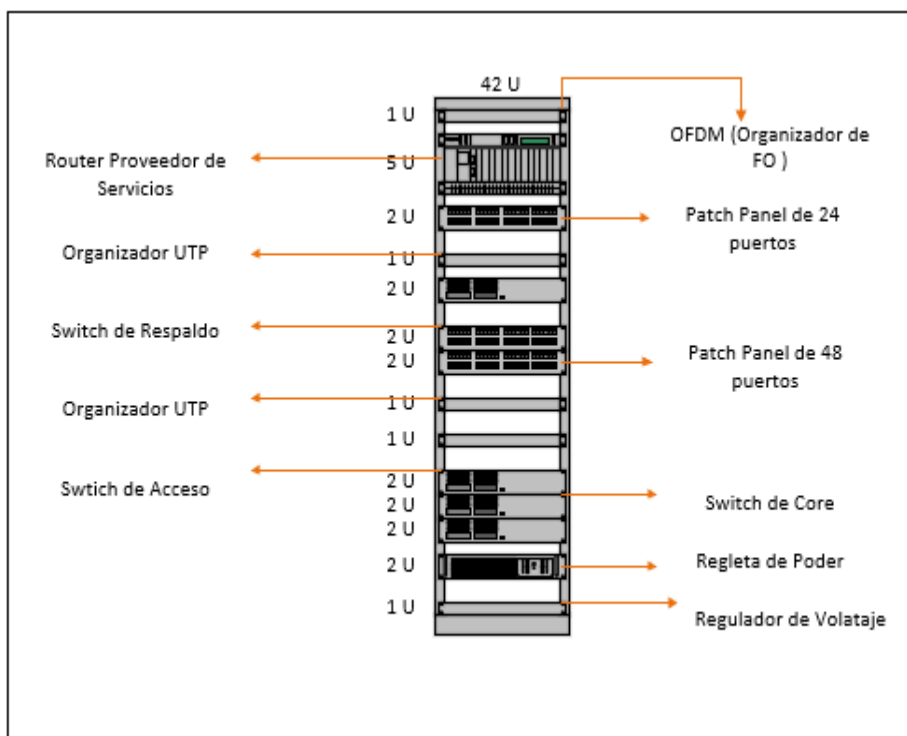 42 U
1 U
OFDM (Organizador de
FO )
Router Proveedor de
Servicios
5 U
2 U
Patch Panel de 24
puertos
Organizador UTP
1 U
2 U
Switch de Respaldo
2 U
2 U
Patch Panel de 48
puertos
Organizador UTP
1 U
1 U
Swtich de Acceso
2 U
2 U
Switch de Core
2 U
2 U
Regleta de Poder
1 U
Regulador de Volataje